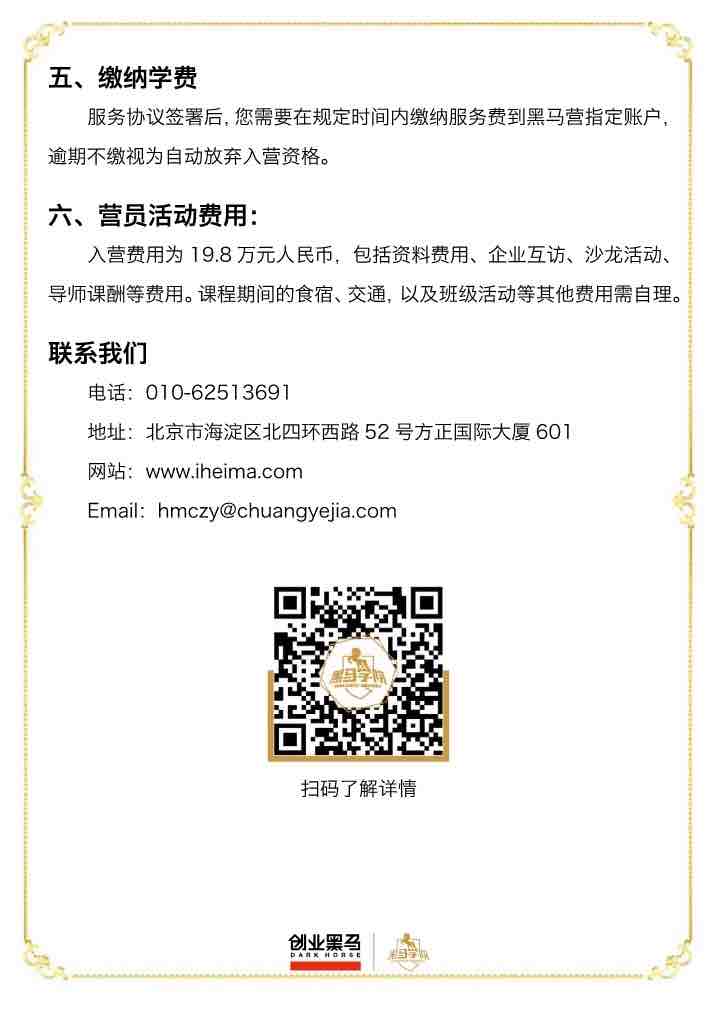 五、缴纳学费
服务协议签署后，您需要在规定时间内缴纳服务费到黑马营指定账户，
逾期不缴视为自动放弃入营资格。
六、营员活动费用：
入营费用为 19.8 万元人民币，包括资料费用、企业互访、沙龙活动、
导师课酬等费用。课程期间的食宿、交通，以及班级活动等其他费用需自理。
联系我们
电话：010-62513691
地址：北京市海淀区北四环西路 52 号方正国际大厦 601
网站：www.iheima.com
Email：hmczy@chuangyejia.com
黑马学院
扫码了解详情
创业黑马
DARK HORSE
黑马学院